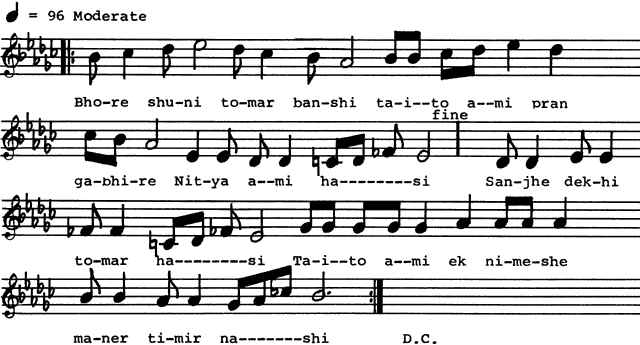 = 96 Moderate
Bho-re shu-ni to-mar ban-shi ta-i--to a--mi pran
fine
ga-bhi-re Nit-ya a--mi ha--------si San-jhe dek-hi
to-mar ha--------si Ta-i--to a--mi ek ni-me-she
ma-ner ti-mir na-------shi D.C.